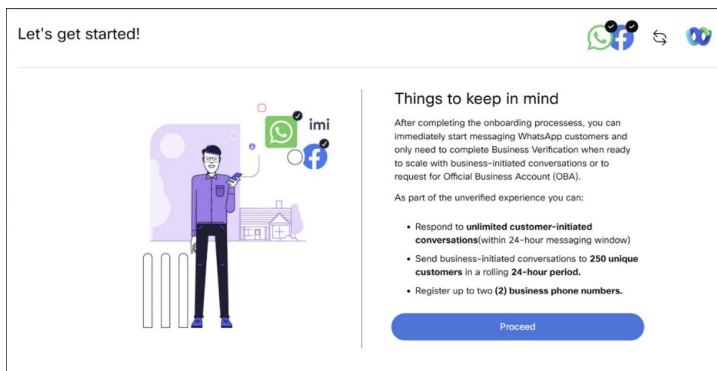 Let's get started!
imi
Things to keep in mind
After completing the onboarding processess, you can
immediately start messaging WhatsApp customers and
only need to complete Business Verification when ready
to scale with business-initiated conversations or to
request for Official Business Account (OBA).
As part of the unverified experience you can:
• Respond to unlimited customer-initiated
conversations(within 24-hour messaging window)
• Send business-initiated conversations to 250 unique
customers in a rolling 24-hour period.
• Register up to two (2) business phone numbers.
Proceed